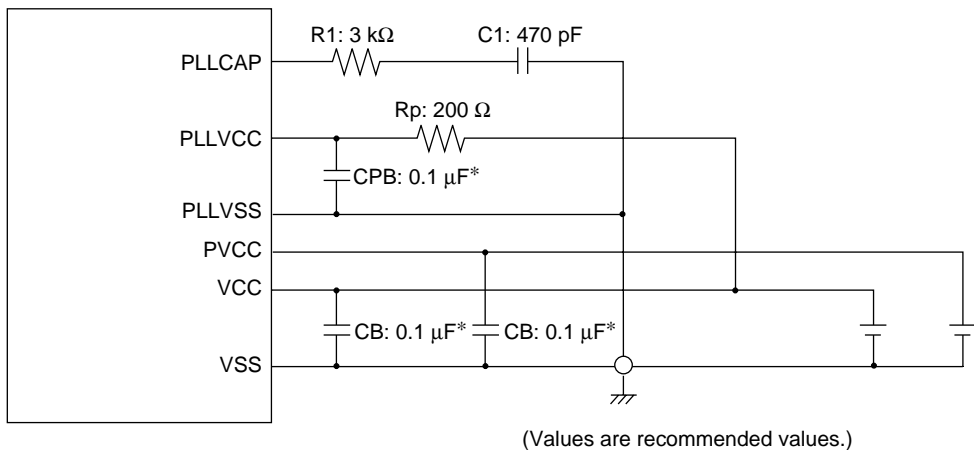 R1: 3 kΩ
C1: 470 pF
PLLCAP
Rp: 200 Ω
PLLVCC
CPB: 0.1 μF*
PLLVSS
PVCC
VCC
CB: 0.1 μF*
CB: 0.1 μF*
VSS
(Values are recommended values.)